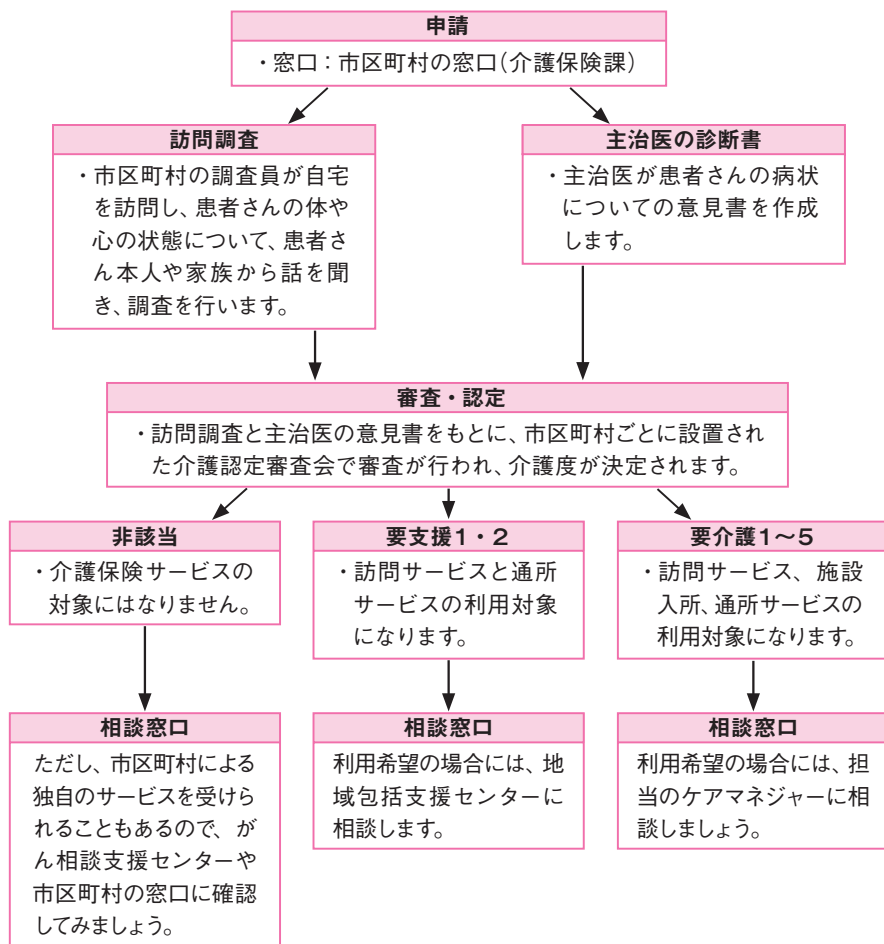 申請
・窓口：市区町村の窓口（介護保険課）
訪問調査
・市区町村の調査員が自宅
を訪問し、患者さんの体や
心の状態について、患者さ
ん本人や家族から話を聞
き、調査を行います。
主治医の診断書
・主治医が患者さんの病状
についての意見書を作成
します。
審査・認定
・訪問調査と主治医の意見書をもとに、市区町村ごとに設置され
た介護認定審査会で審査が行われ、介護度が決定されます。
非該当
・介護保険サービスの
対象にはなりません。
要支援1・2
・訪問サービスと通所
サービスの利用対象
になります。
要介護1〜5
・訪問サービス、施設
入所、通所サービスの
利用対象になります。
相談窓口
ただし、市区町村による
独自のサービスを受けら
れることもあるので、が
ん相談支援センターや
市区町村の窓口に確認
してみましょう。
相談窓口
利用希望の場合には、地
域包括支援センターに
相談します。
相談窓口
利用希望の場合には、担
当のケアマネジャーに相
談しましょう。